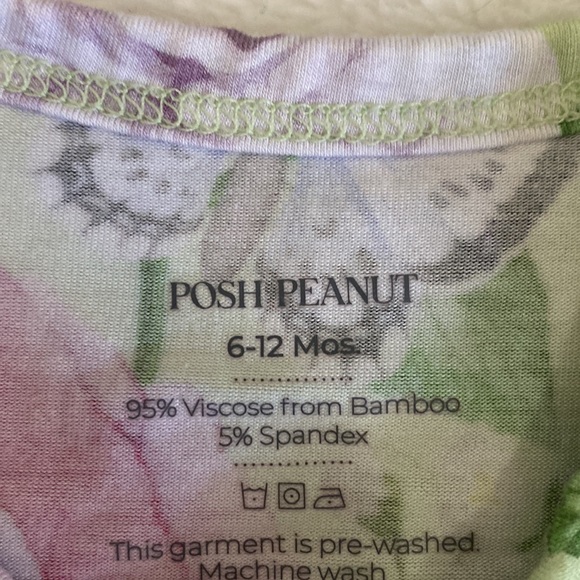 POSH PEANUT
6-12 Mos.
95% Viscose from Bamboo
5% Spandex
This garment is pre-washed.
Machine wash